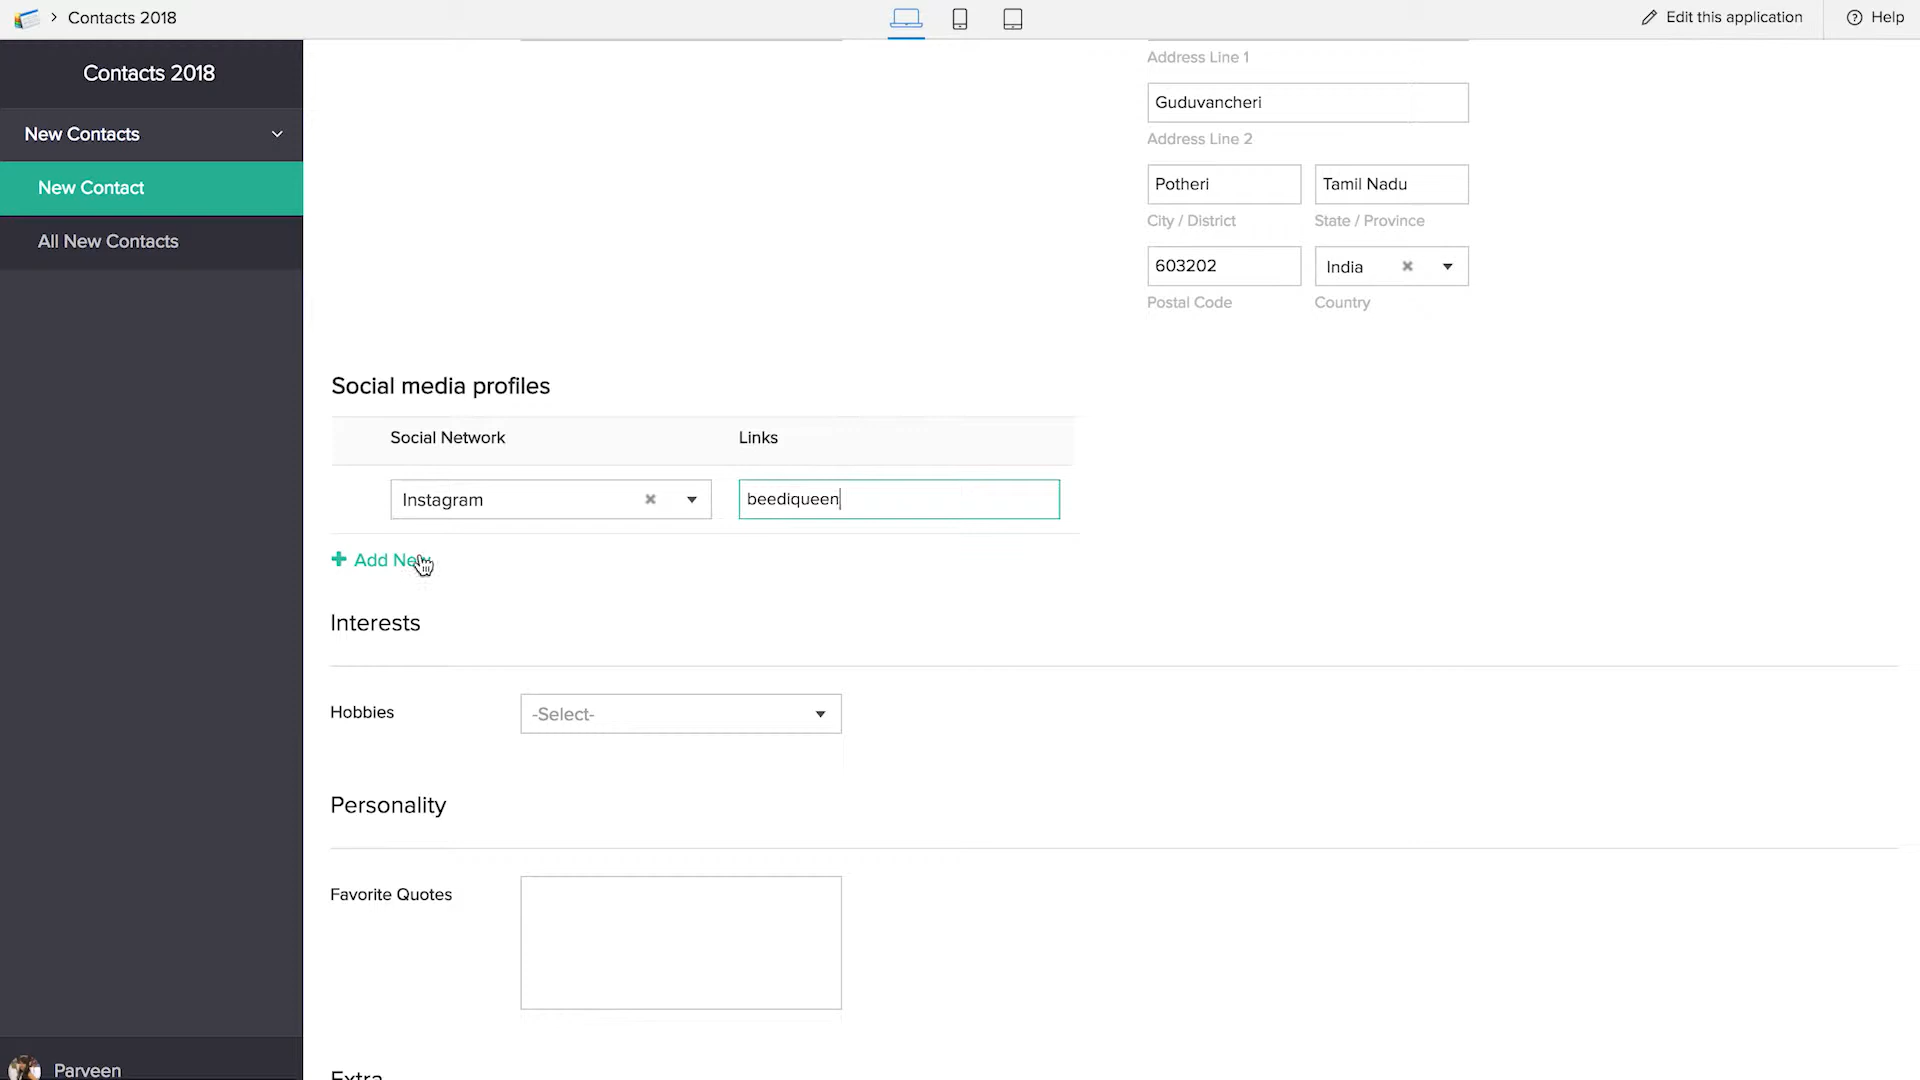 Contacts 2018
Edit this application
Help
Contacts 2018
New Contacts
New Contact
All New Contacts
Parveen
Address Line 1
Guduvancheri
Address Line 2
Potheri
Tamil Nadu
City / District
State / Province
603202
India
Postal Code
Country
Social media profiles
Social Network
Links
Instagram
beediqueen
Add New
Interests
Hobbies
-Select-
Personality
Favorite Quotes
Extra